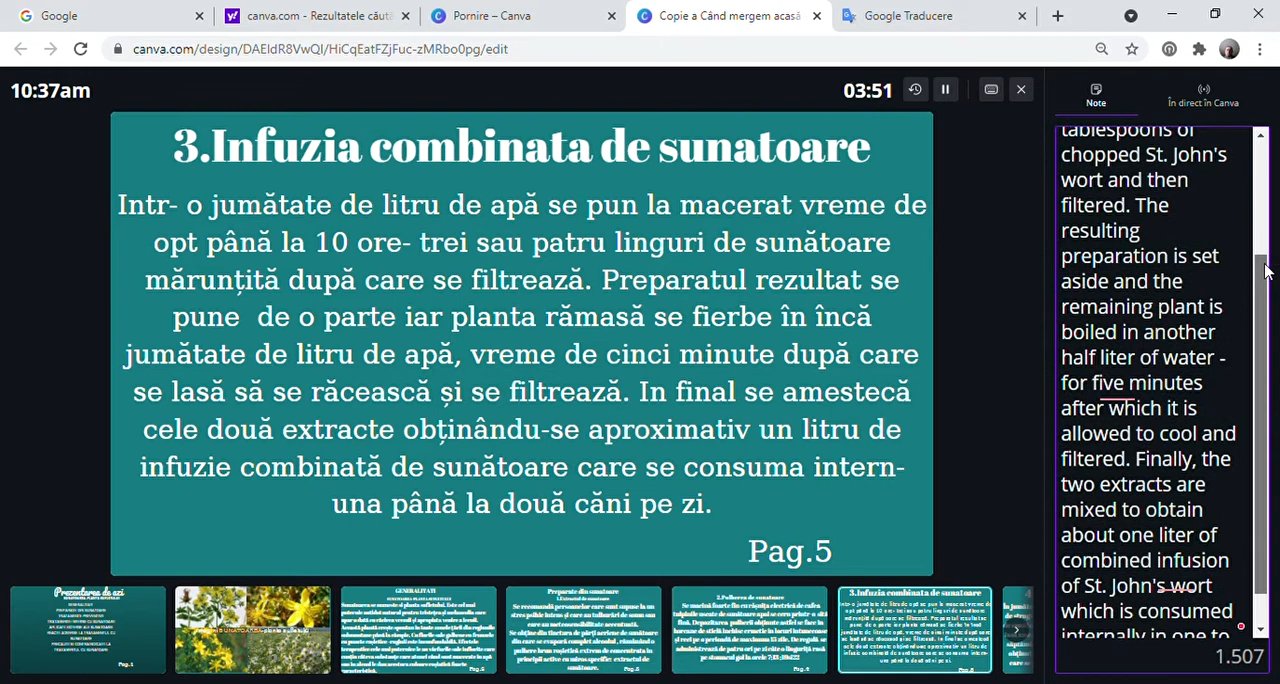 Google
canva.com - Rezultatele căută
Pornire – Canva
Copie a Când mergem acasă
Google Traducere
canva.com/design/DAEIdR8VwQI/HiCqEatFZjFuc-zMRbo0pg/edit
10:37am
03:51
Note
În direct în Canva
3.Infuzia combinata de sunatoare
Intr- o jumătate de litru de apă se pun la macerat vreme de
opt până la 10 ore- trei sau patru linguri de sunătoare
mărunțită după care se filtrează. Preparatul rezultat se
pune de o parte iar planta rămasă se fierbe în încă
jumătate de litru de apă, vreme de cinci minute după care
se lasă să se răcească și se filtrează. In final se amestecă
cele două extracte obținându-se aproximativ un litru de
infuzie combinată de sunătoare care se consuma intern-
una până la două căni pe zi.
Pag.5
tablespoons of
chopped St. John's
wort and then
filtered. The
resulting
preparation is set
aside and the
remaining plant is
boiled in another
half liter of water -
for five minutes
after which it is
allowed to cool and
filtered. Finally, the
two extracts are
mixed to obtain
about one liter of
combined infusion
of St. John's wort
which is consumed
internally in one to
1.507
Prezentarea de azi
Pag.1
GENERALITATI
Preparate din sunatoare
1.Extractul de sunatoare
2.Pulberea de sunatoare
3.Infuzia combinata de sunatoare